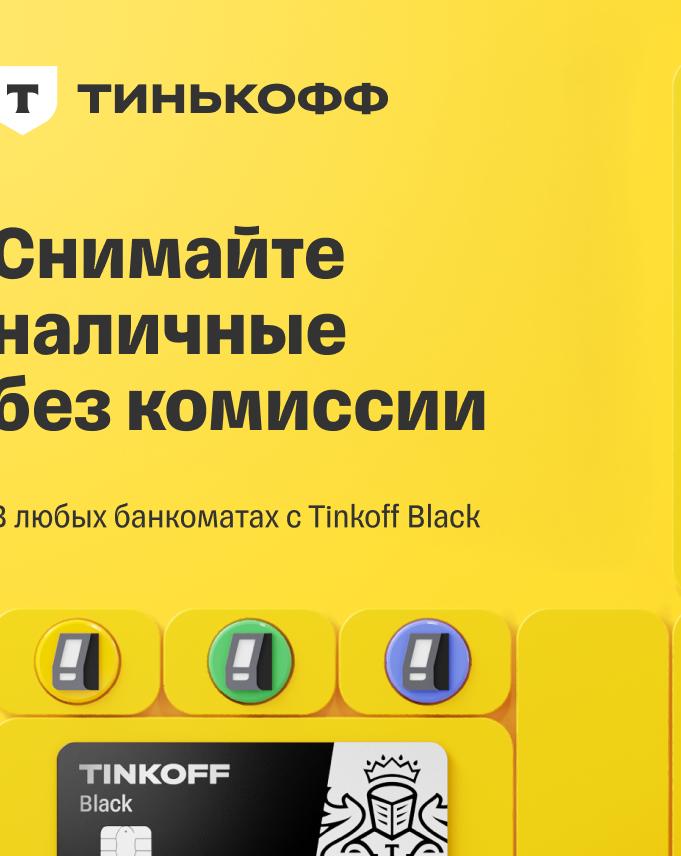 Т ТИНЬКОФФ
Снимайте
наличные
без комиссии
В любых банкоматах с Tinkoff Black
TINKOFF
Black
T